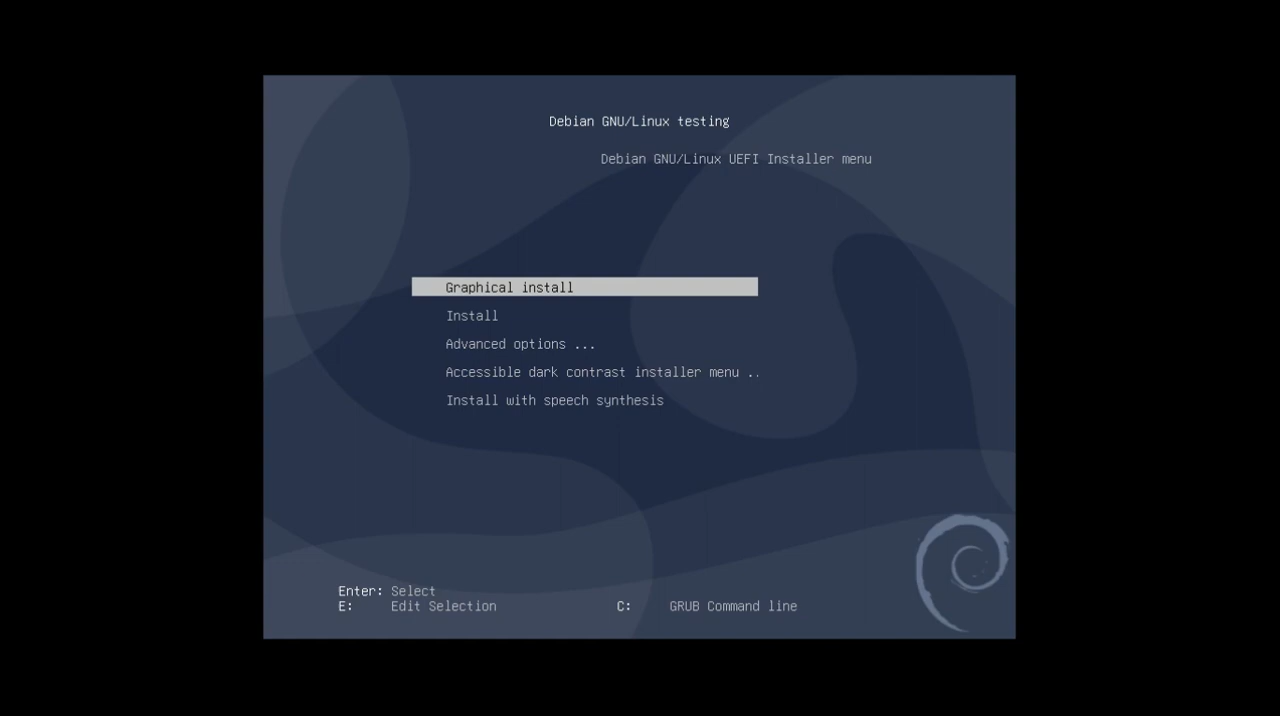 Debian GNU/Linux testing
Debian GNU/Linux UEFI Installer menu
Graphical install
Install
Advanced options ...
Accessible dark contrast installer menu ..
Install with speech synthesis
Enter: Select
E: Edit Selection C: GRUB Command line